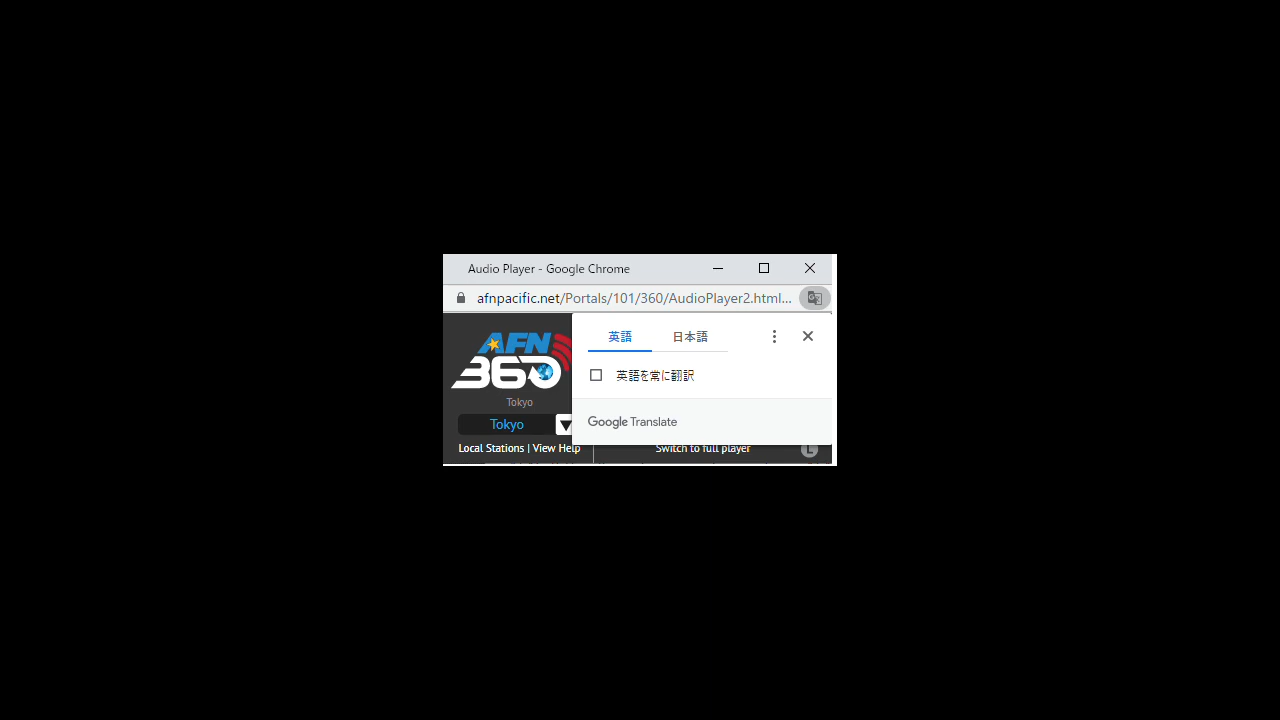 Audio Player - Google Chrome
afnpacific.net/Portals/101/360/AudioPlayer2.html...
AFN
360
Tokyo
Tokyo
英語 日本語
英語を常に翻訳
Google Translate
Local Stations | View Help
Switch to full player
L